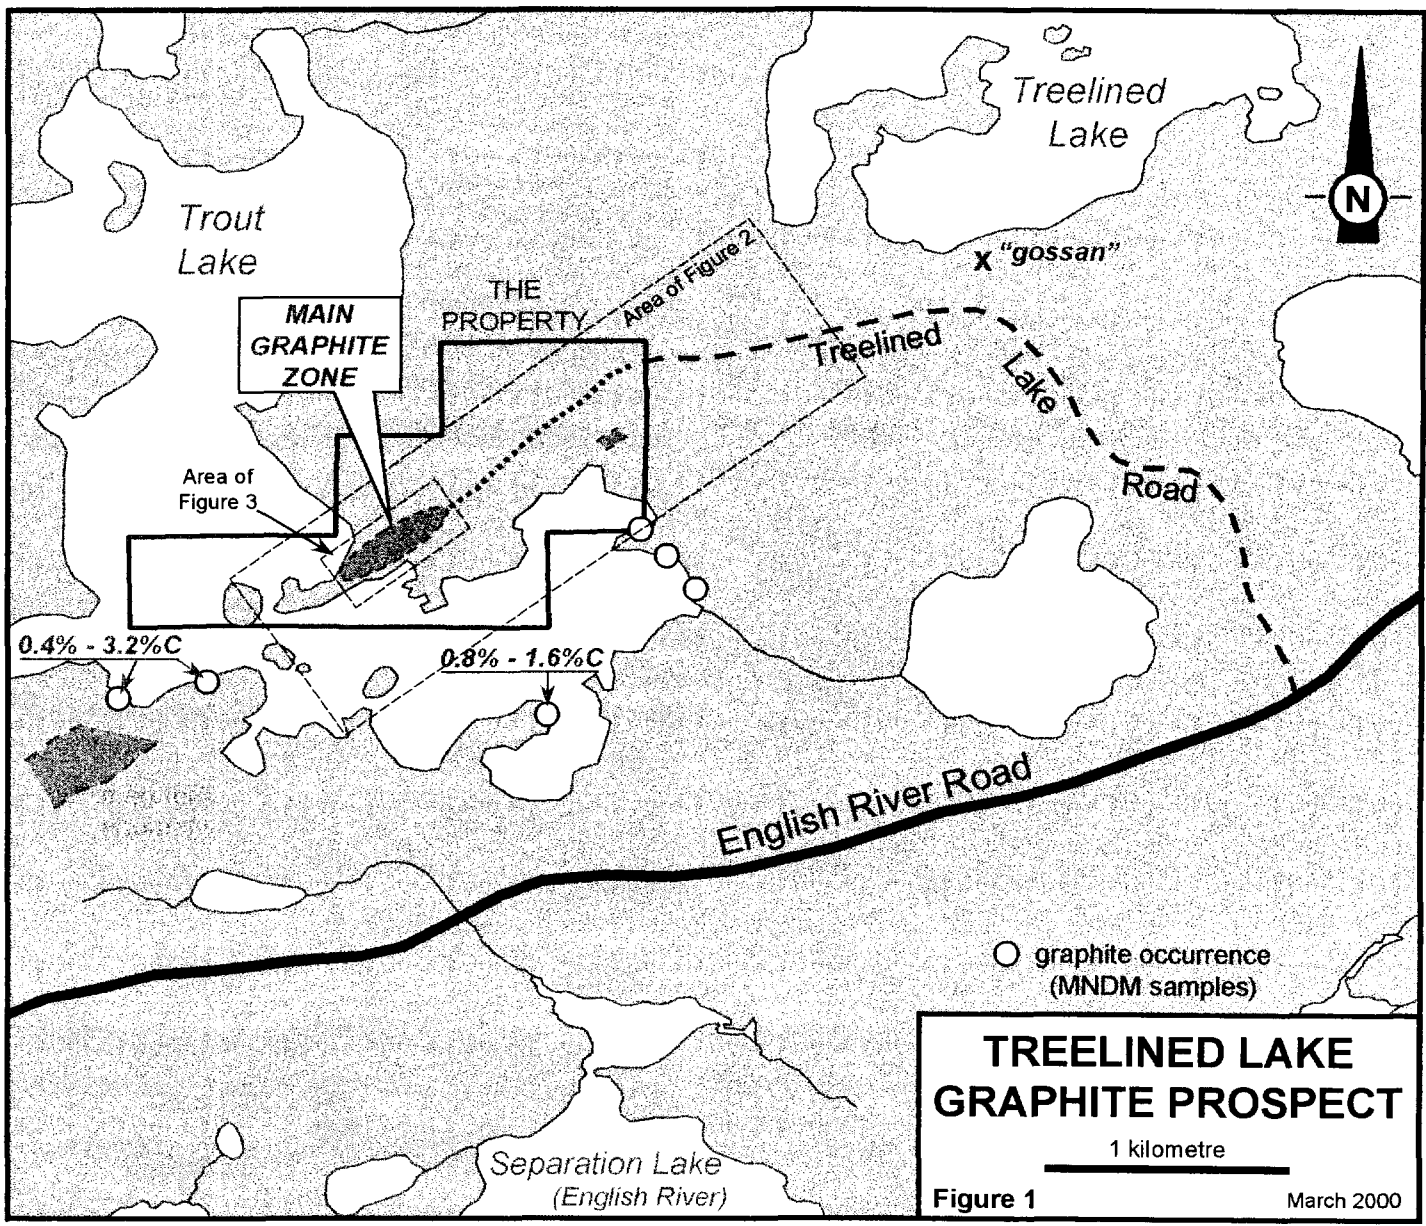 Treelined
Lake
N
Trout
Lake
x "gossan"
Area of Figure 2
THE
PROPERTY
MAIN
GRAPHITE
ZONE
Treelined
Lake
Road
Area of
Figure 3
0.4% - 3.2%C
0.8% - 1.6%C
English River Road
graphite occurrence
(MNDM samples)
TREELINED LAKE
GRAPHITE PROSPECT
1 kilometre
Figure 1
March 2000
Separation Lake
(English River)